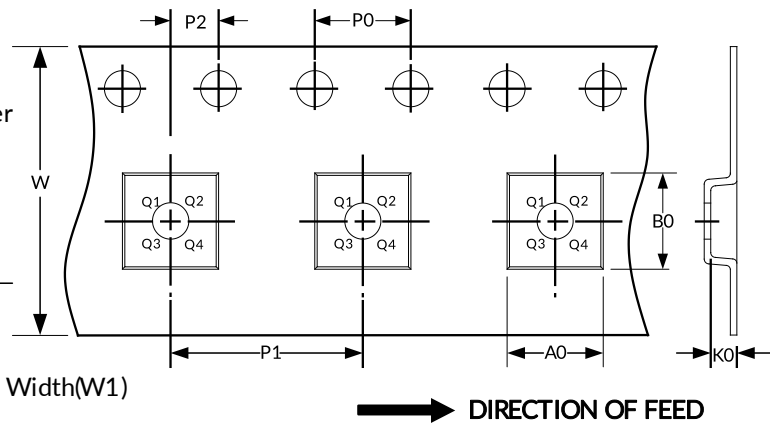 P2
P0
er
W
Q1 Q2
Q3 Q4
Q1 Q2
Q3 Q4
Q1 Q2
Q3 Q4
B0
P1
A0
K0
Width(W1)
DIRECTION OF FEED